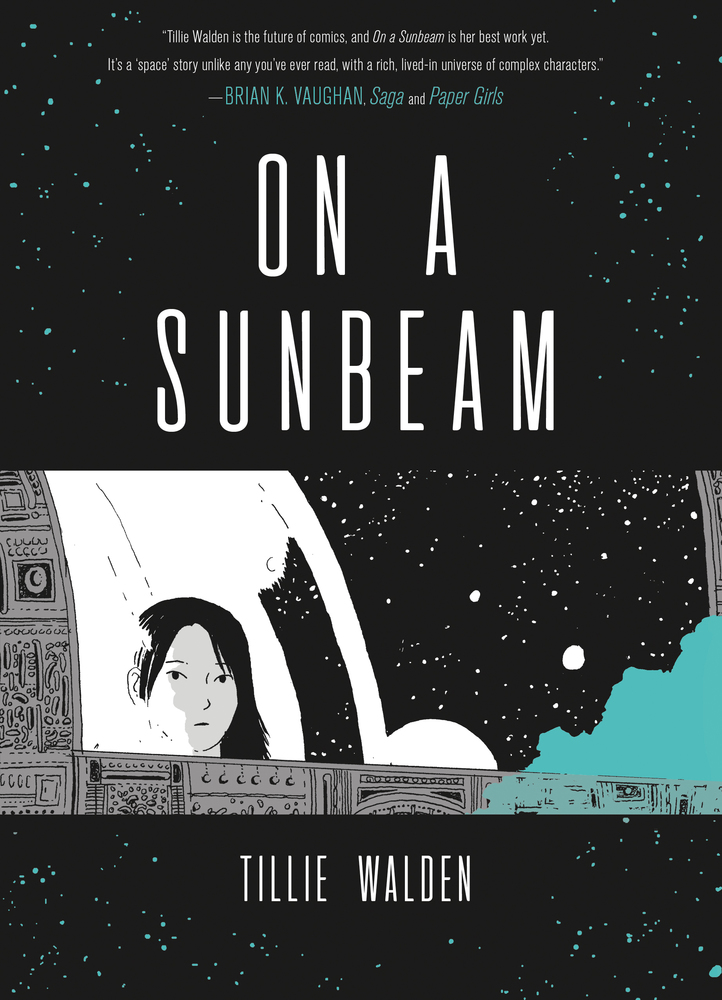 “Tillie Walden is the future of comics, and On a Sunbeam is her best work yet.
It’s a ‘space’ story unlike any you’ve ever read, with a rich, lived-in universe of complex characters.”
—BRIAN K. VAUGHAN, Saga and Paper Girls
ON A
SUNBEAM
TILLIE WALDEN